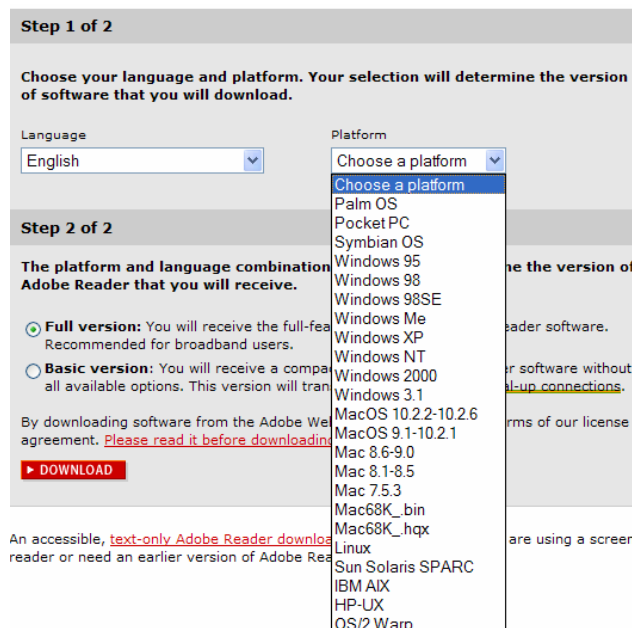 Step 1 of 2
Choose your language and platform. Your selection will determine the version
of software that you will download.
Language
Platform
English
Choose a platform
Choose a platform
Palm OS
Pocket PC
Symbian OS
Windows 95
Windows 98
Windows 98SE
Windows Me
Windows XP
Windows NT
Windows 2000
Windows 3.1
MacOS 10.2.2-10.2.6
MacOS 9.1-10.2.1
Mac 8.6-9.0
Mac 8.1-8.5
Mac 7.5.3
Mac68K_.bin
Mac68K_.hqx
Linux
Sun Solaris SPARC
IBM AIX
HP-UX
OS/2 Warp
Step 2 of 2
The platform and language combination ne the version of
Adobe Reader that you will receive.
Full version: You will receive the full-fea eader software.
Recommended for broadband users.
Basic version: You will receive a compa er software without
all available options. This version will tran al-up connections.
By downloading software from the Adobe Wel rms of our license
agreement. Please read it before downloading
DOWNLOAD
An accessible, text-only Adobe Reader downloa are using a screen
reader or need an earlier version of Adobe Rea